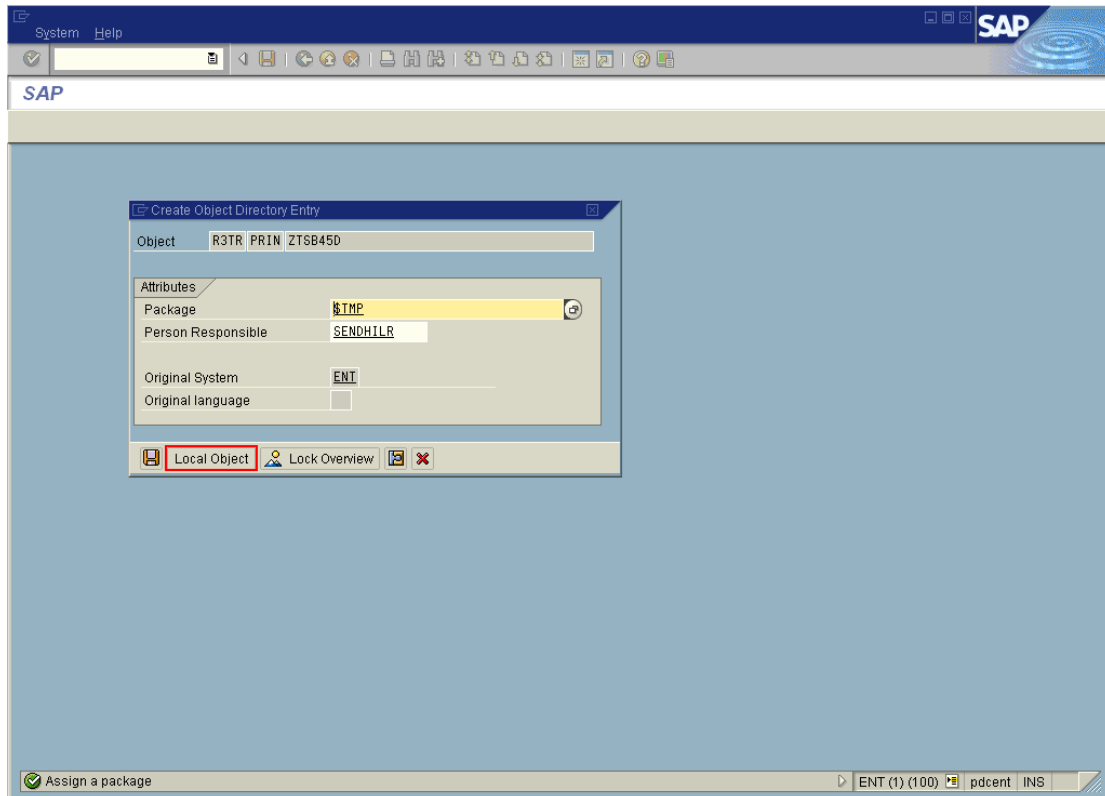 System Help
SAP
SAP
Create Object Directory Entry
Object R3TR PRIN ZTSB45D
Attributes
Package $TMP
Person Responsible SENDHILR
Original System ENT
Original language
Local Object Lock Overview
Assign a package ENT (1) (100) pdcent INS